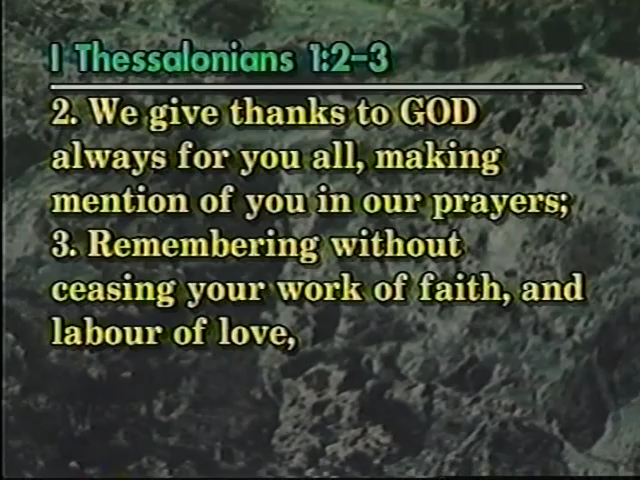 I Thessalonians 1:2-3
2. We give thanks to GOD
always for you all, making
mention of you in our prayers;
3. Remembering without
ceasing your work of faith, and
labour of love,